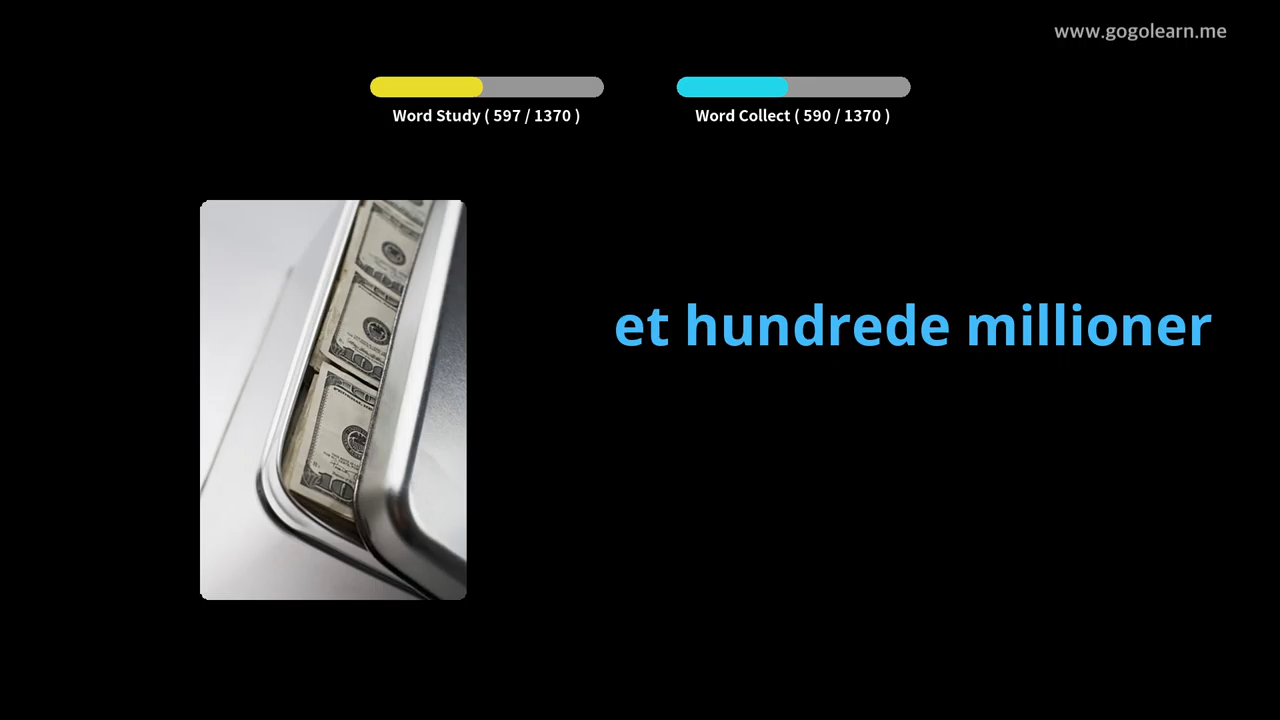 www.gogolearn.me
Word Study ( 597 / 1370 )
Word Collect ( 590 / 1370 )
et hundrede millioner